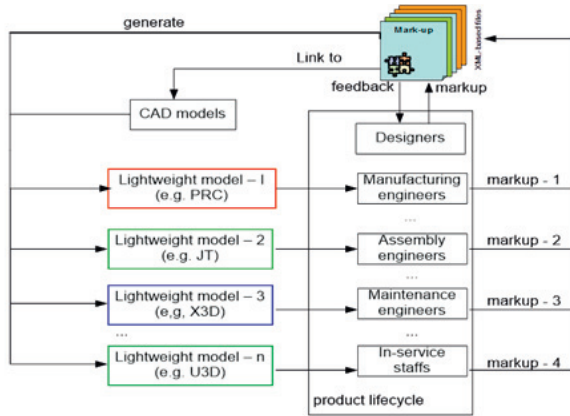 generate
Mark-up
XML-based files
Link to
feedback
markup
CAD models
Designers
Lightweight model – I
(e.g. PRC)
Manufacturing
engineers
markup - 1
...
Lightweight model – 2
(e.g. JT)
Assembly
engineers
markup - 2
...
Lightweight model – 3
(e,g, X3D)
Maintenance
engineers
markup - 3
...
...
Lightweight model – n
(e.g. U3D)
In-service
staffs
markup - 4
product lifecycle